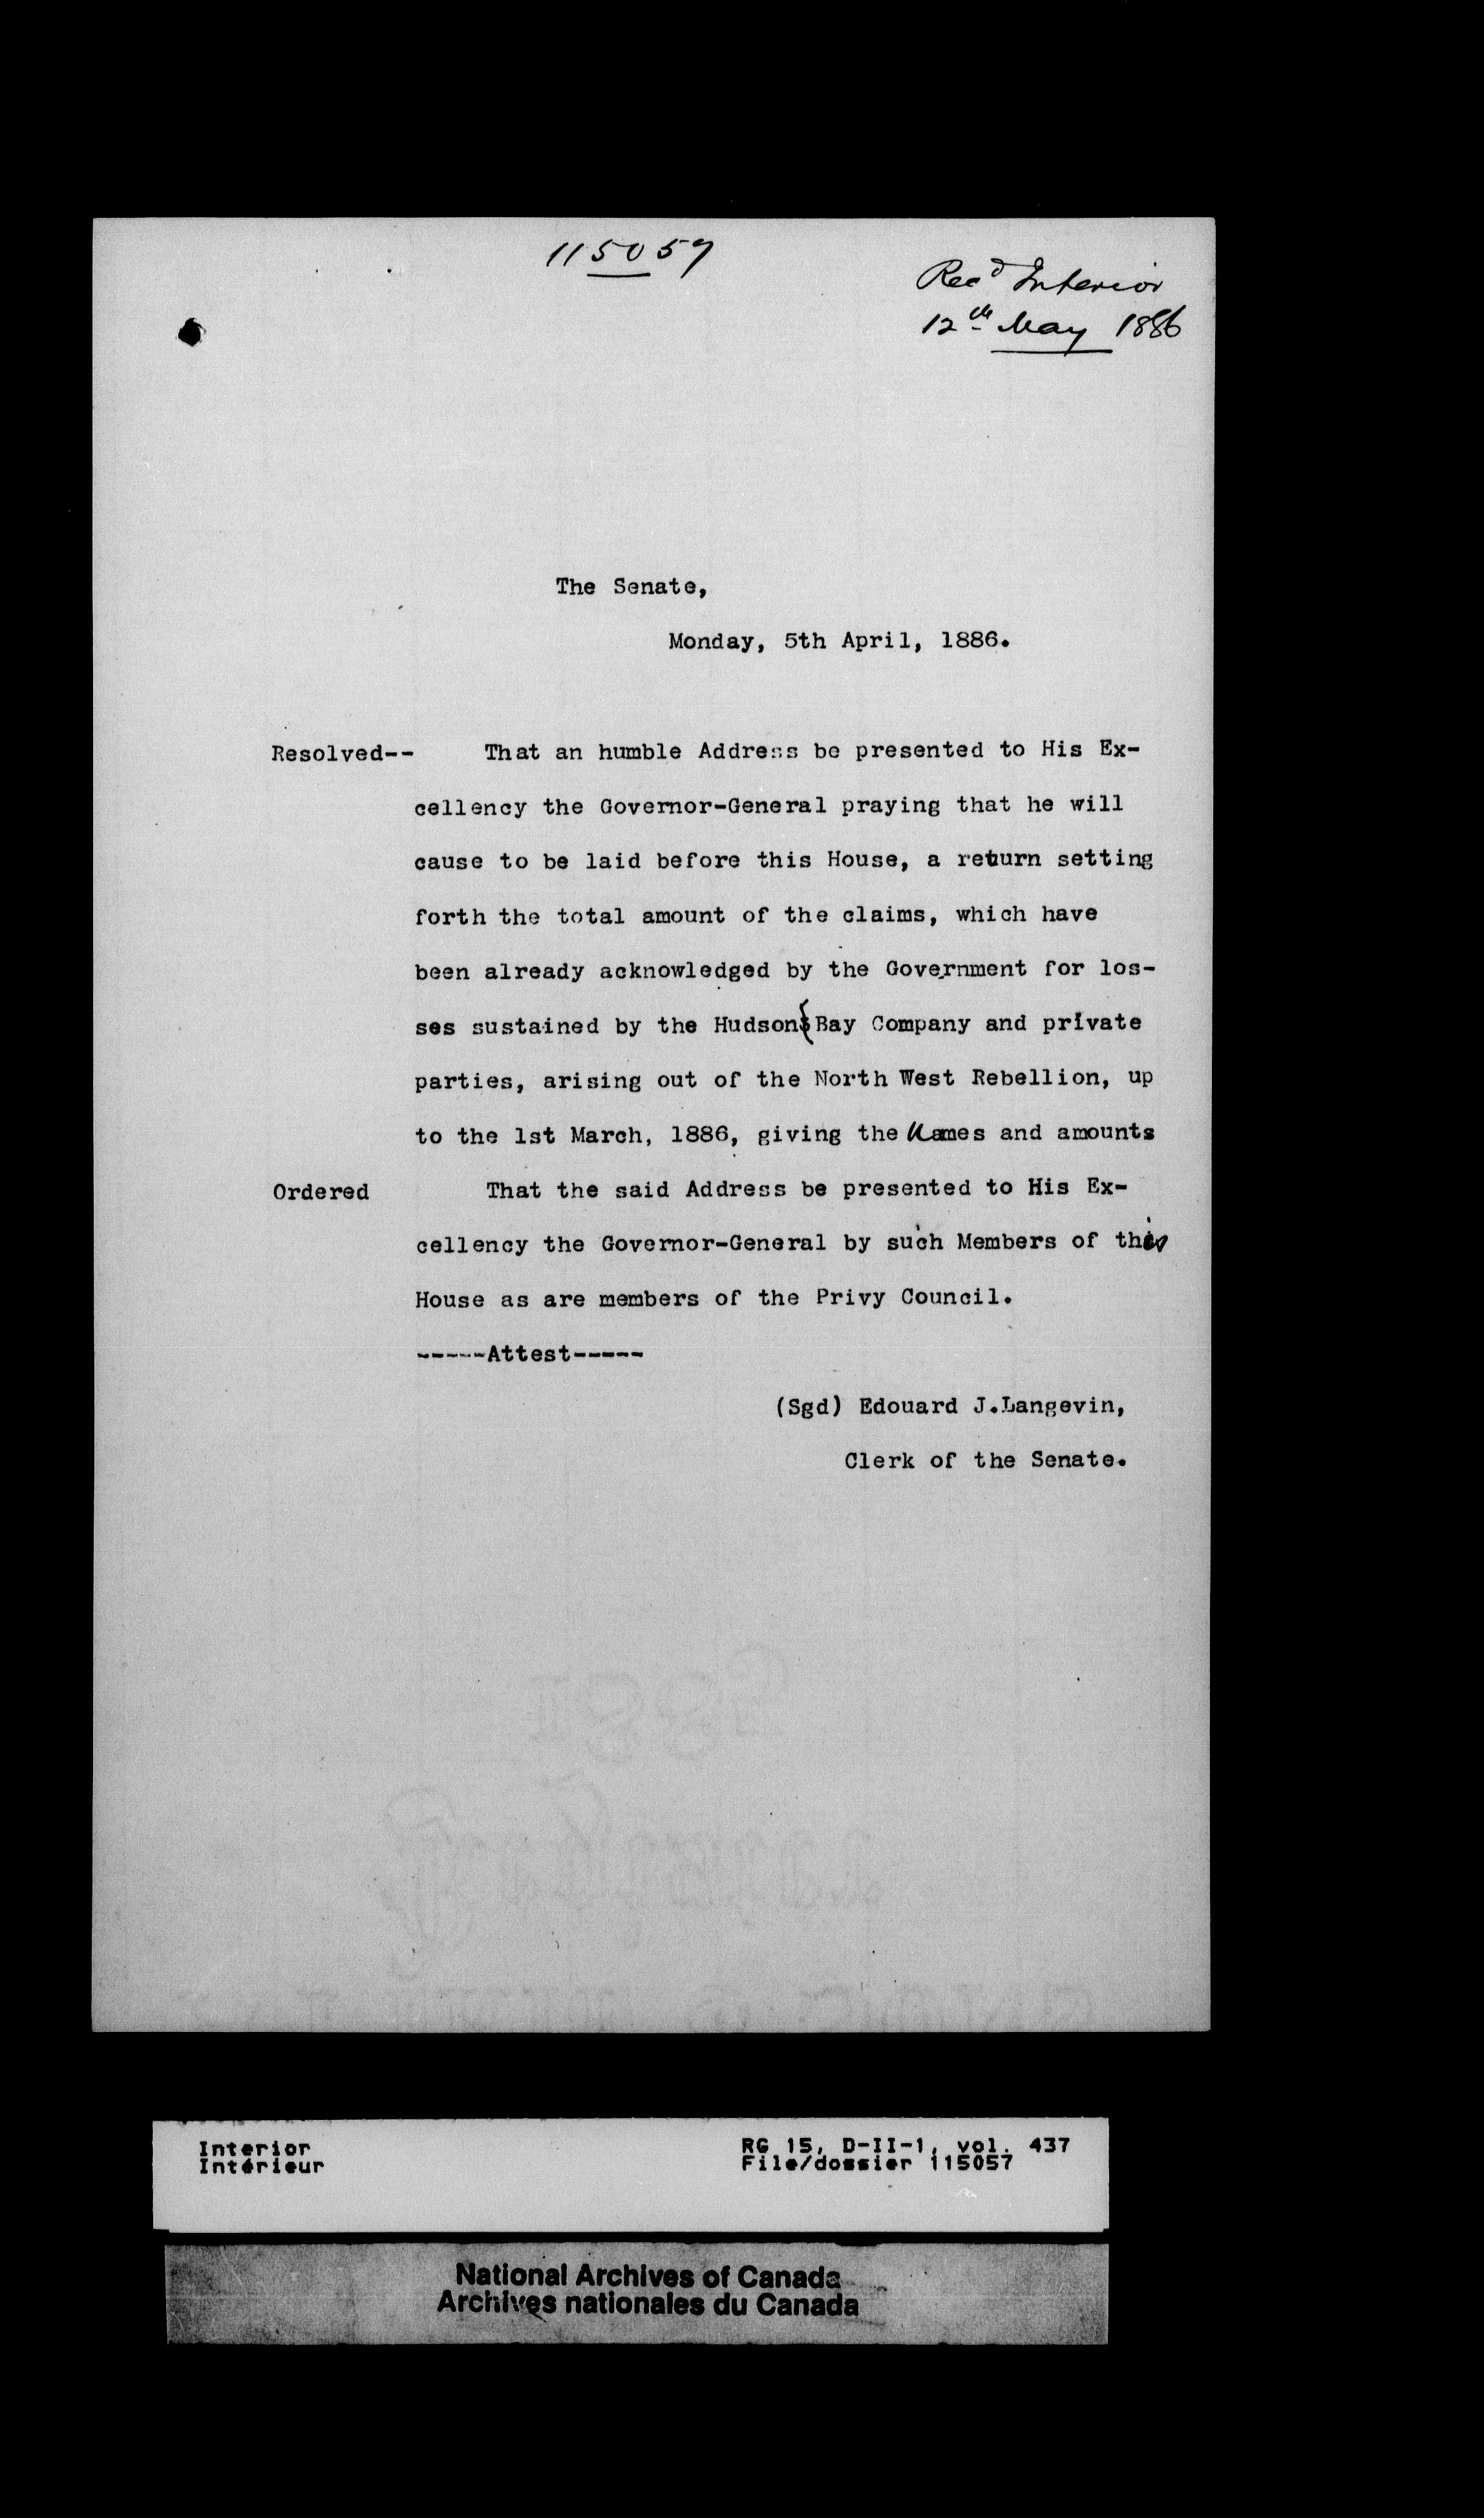 115057
Recd Interior
12th May 1886
The Senate,
Monday, 5th April, 1886.
Resolved-- That an humble Address be presented to His Ex-
cellency the Governor-General praying that he will
cause to be laid before this House, a return setting
forth the total amount of the claims, which have
been already acknowledged by the Government for los-
ses sustained by the Hudsons Bay Company and private
parties, arising out of the North West Rebellion, up
to the 1st March, 1886, giving the Names and amounts
Ordered That the said Address be presented to His Ex-
cellency the Governor-General by such Members of this
House as are members of the Privy Council.
-----Attest-----
(Sgd) Edouard J.Langevin,
Clerk of the Senate.
Interior
Intérieur
RG 15, D-II-1, vol. 437
File/dossier 115057
National Archives of Canada
Archives nationales du Canada